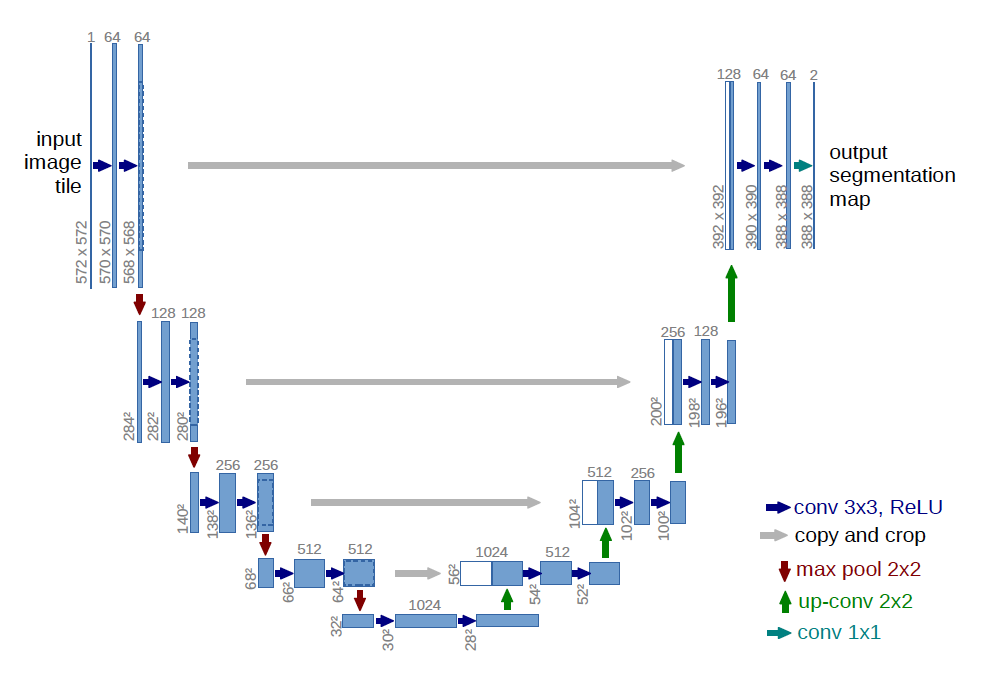 1 64 64
input
image
tile
572 x 572
570 x 570
568 x 568
128 64 64 2
output
segmentation
map
392 x 392
390 x 390
388 x 388
388 x 388
128 128
284²
282²
280²
256 128
200²
198²
196²
256 256
140²
138²
136²
512 256
104²
102²
100²
512 512
68²
66²
64²
1024 512
56²
54²
52²
1024
32²
30²
28²
conv 3x3, ReLU
copy and crop
max pool 2x2
up-conv 2x2
conv 1x1